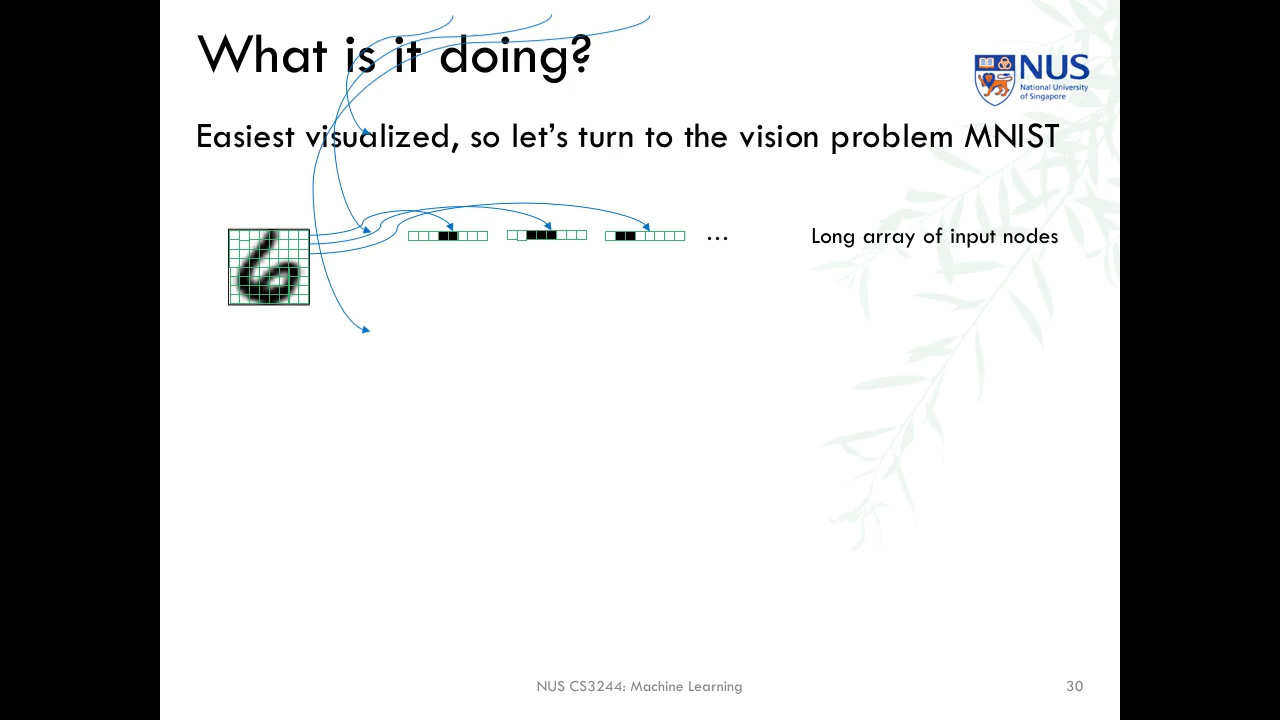 What is it doing?
NUS
National University
of Singapore
Easiest visualized, so let’s turn to the vision problem MNIST
… Long array of input nodes
NUS CS3244: Machine Learning 30